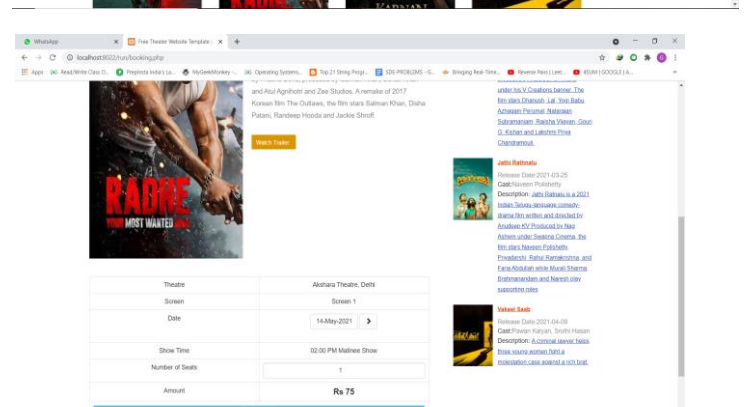 KARNAN
WhatsApp
Free Theater Website Template |
localhost:8022/run/booking.php
Apps
Read/Write Class D...
PrepInsta India's La...
MyGeekMonkey -...
Operating Systems...
Top 21 String Progr...
SDE PROBLEMS - G...
Bringing Real-Time...
Reverse Pairs | Leet...
and Atul Agnihotri and Zee Studios. A remake of 2017
Korean film The Outlaws, the film stars Salman Khan, Disha
Patani, Randeep Hooda and Jackie Shroff.
Watch Trailer
RADHE
YOUR MOST WANTED
Theatre Akshara Theatre, Delhi
Screen Screen 1
Date 14-May-2021
Show Time 02:00 PM Matinee Show
Number of Seats 1
Amount Rs 75
under his V Creations banner. The
film stars Dhanush, Lal, Yogi Babu,
Azhagam Perumal, Natarajan
Subramaniam, Rajisha Vijayan, Gouri
G. Kishan and Lakshmi Priya
Chandramouli.
Jathi Rathnalu
Release Date:2021-03-25
Cast:Naveen Polishetty
Description: Jathi Ratnalu is a 2021
Indian Telugu-language comedy-
drama film written and directed by
Anudeep KV Produced by Nag
Ashwin under Swapna Cinema, the
film stars Naveen Polishetty,
Priyadarshi, Rahul Ramakrishna, and
Faria Abdullah while Murali Sharma,
Brahmanandam and Naresh play
supporting roles
Vakeel Saab
Release Date:2021-04-09
Cast:Pawan Kalyan, Sruthi Hasan
Description: A criminal lawyer helps
three young women fight a
molestation case against a rich brat.